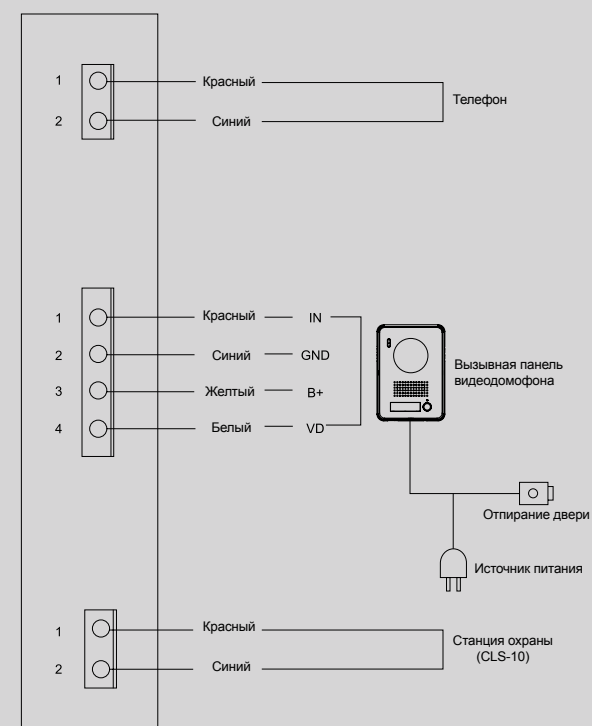 1 Красный
Телефон
2 Синий
1 Красный IN
2 Синий GND
3 Желтый B+
4 Белый VD
Вызывная панель
видеодомофона
Отпирание двери
Источник питания
1 Красный
2 Синий
Станция охраны
(CLS-10)